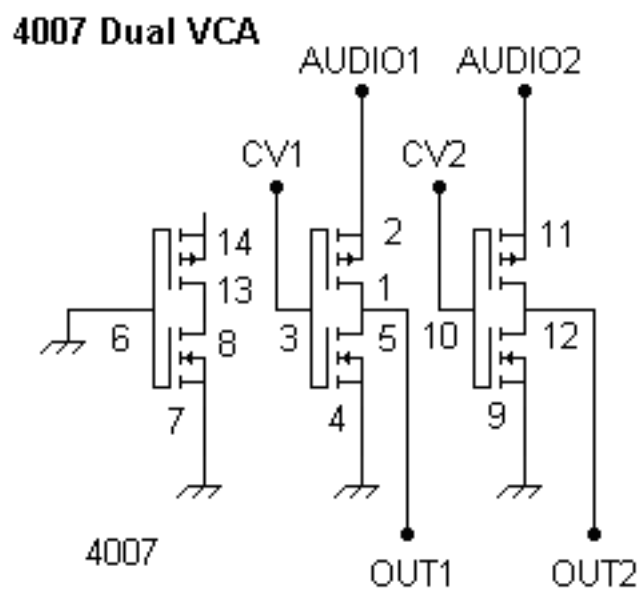 4007 Dual VCA
AUDIO1 AUDIO2
CV1 CV2
14 2 11
13 1
6 8 3 5 10 12
7 4 9
4007
OUT1 OUT2